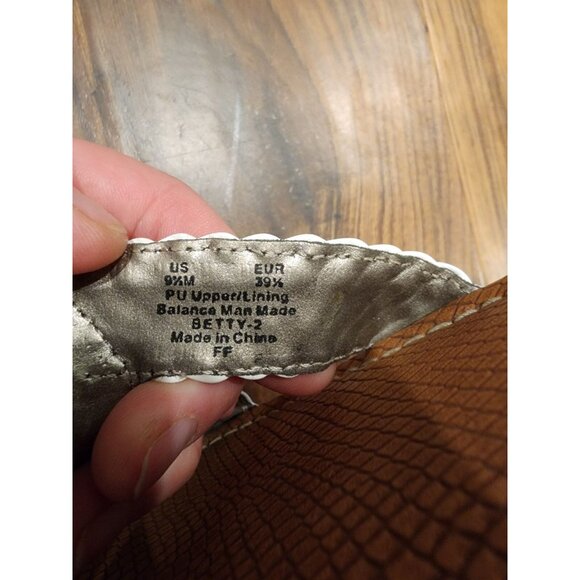 US EUR
9½M 39½
PU Upper/Lining
Balance Man Made
BETTY-2
Made in China
FF